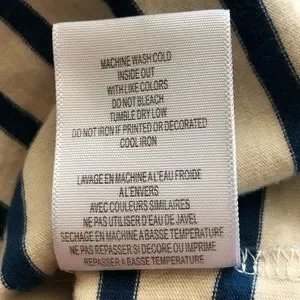 MACHINE WASH COLD
INSIDE OUT
WITH LIKE COLORS
DO NOT BLEACH
TUMBLE DRY LOW
DO NOT IRON IF PRINTED OR DECORATED
COOL IRON
LAVAGE EN MACHINE A L'EAU FROIDE
A L'ENVERS
AVEC COULEURS SIMILAIRES
NE PAS UTILISER D'EAU DE JAVEL
SECHAGE EN MACHINE A BASSE TEMPERATURE
NE PAS REPASSER SI DECORE OU IMPRIME
REPASSER A BASSE TEMPERATURE